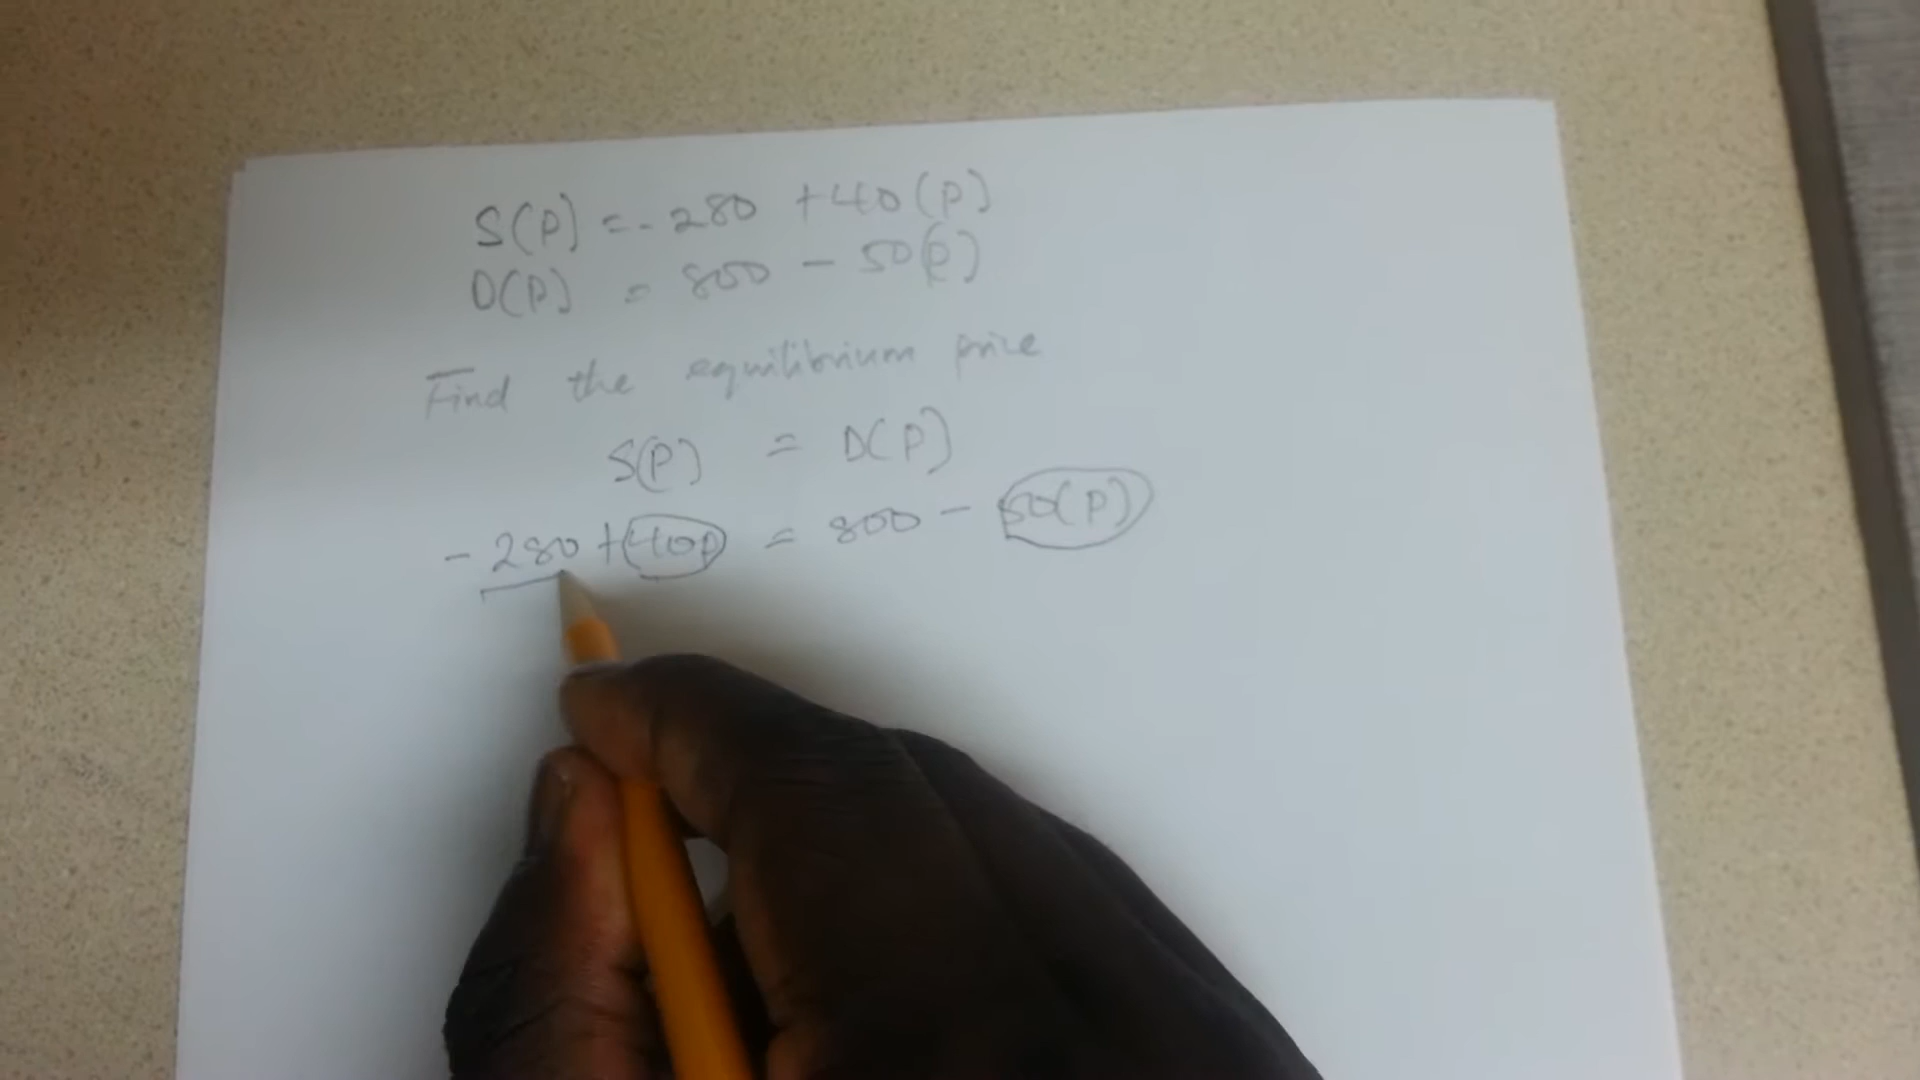 S(P) = - 280 + 40(P)
D(P) = 800 - 50(P)
Find the equilibrium price
S(P) = D(P)
- 280 + 40P = 800 - 50(P)